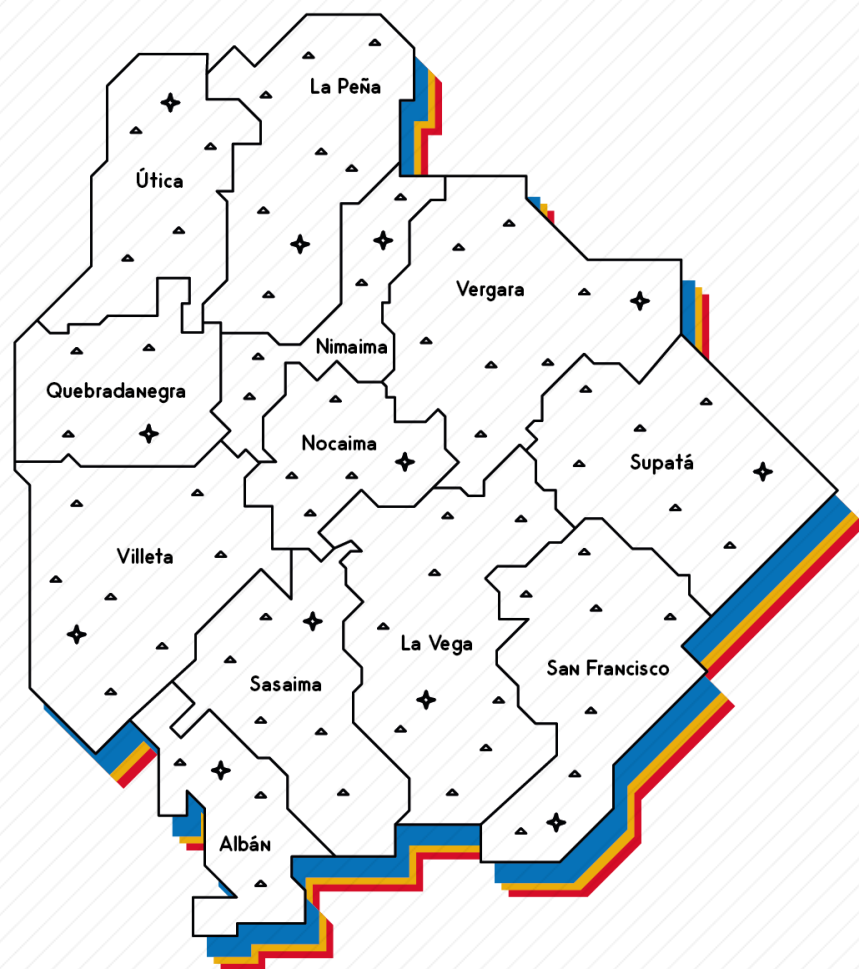 La Peña
Útica
Vergara
Nimaima
Quebradanegra
Nocaima
Supatá
Villeta
La Vega
San Francisco
Sasaima
Albán